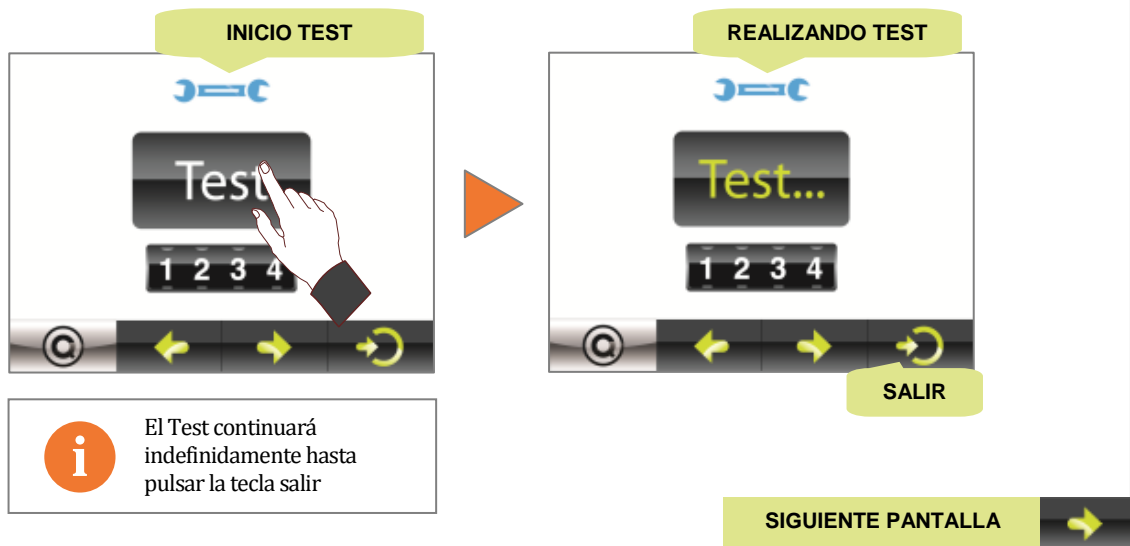 INICIO TEST
REALIZANDO TEST
Test
Test...
1 2 3 4
1 2 3 4
SALIR
El Test continuará
indefinidamente hasta
pulsar la tecla salir
SIGUIENTE PANTALLA